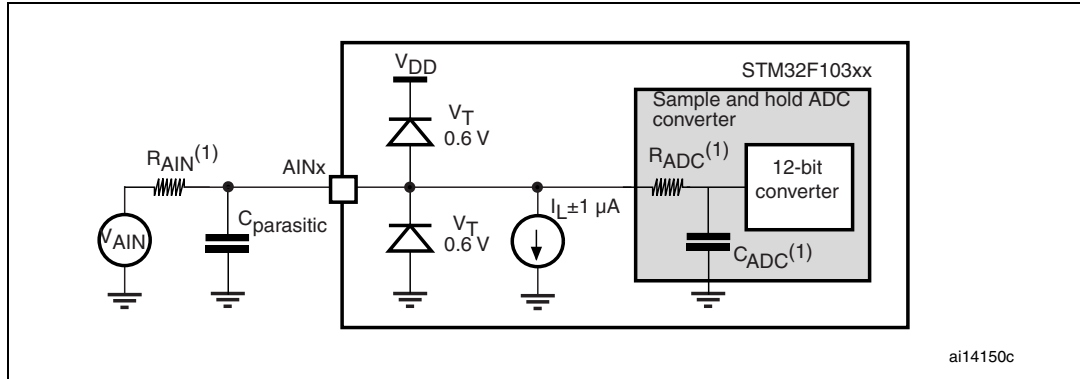 STM32F103xx
VDD
Sample and hold ADC
converter
VT
0.6 V
RAIN(1)
AINx
RADC(1)
12-bit
converter
VAIN
Cparasitic
VT
0.6 V
IL±1 µA
CADC(1)
ai14150c